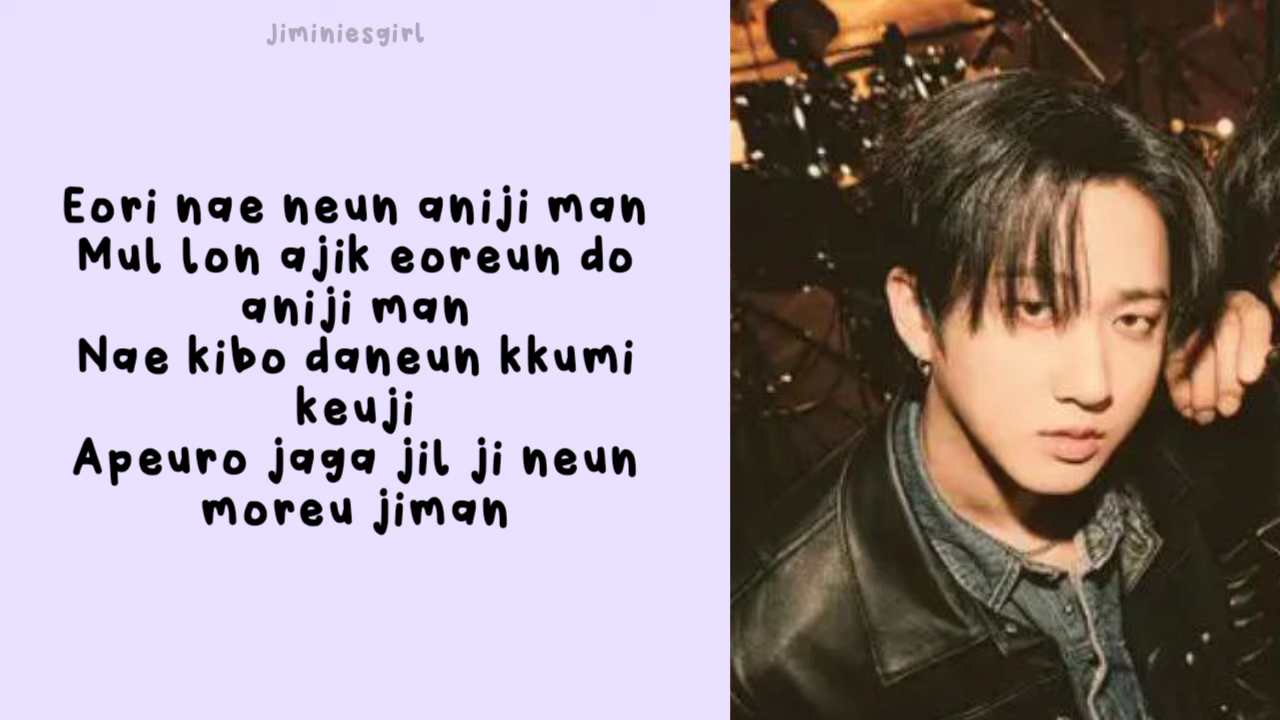 Jiminiesgirl
Eori nae neun aniji man
Mul lon ajik eoreun do
aniji man
Nae kibo daneun kkumi
keuji
Apeuro jaga jil ji neun
moreu jiman